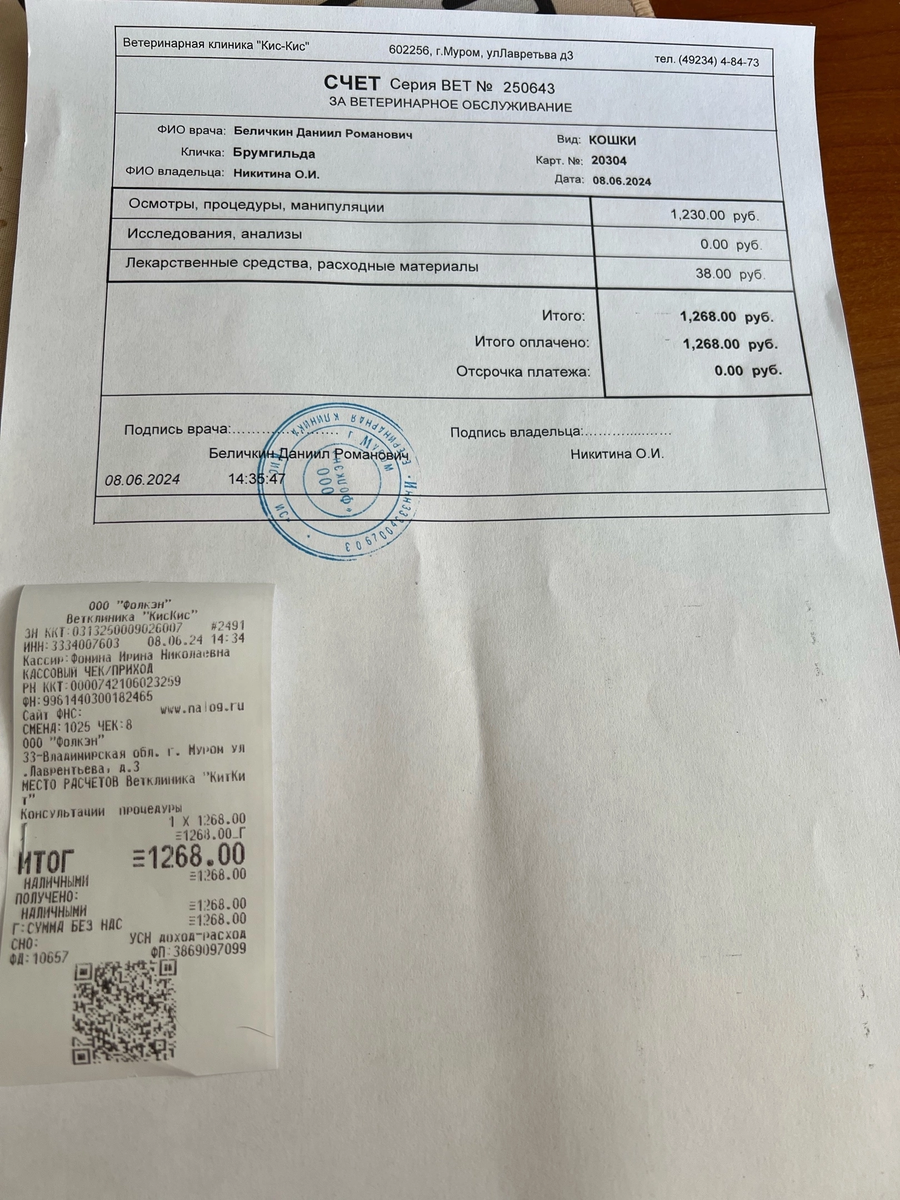 Ветеринарная клиника "Кис-Кис" 602256, г.Муром, улЛавретьва д3 тел. (49234) 4-84-73
СЧЕТ Серия ВЕТ № 250643
ЗА ВЕТЕРИНАРНОЕ ОБСЛУЖИВАНИЕ
ФИО врача: Беличкин Даниил Романович Вид: КОШКИ
Кличка: Брумгильда Карт. №: 20304
ФИО владельца: Никитина О.И. Дата: 08.06.2024
Осмотры, процедуры, манипуляции 1,230.00 руб.
Исследования, анализы 0.00 руб.
Лекарственные средства, расходные материалы 38.00 руб.
Итого: 1,268.00 руб.
Итого оплачено: 1,268.00 руб.
Отсрочка платежа: 0.00 руб.
Подпись врача:........................ Подпись владельца:.....................
Беличкин Даниил Романович Никитина О.И.
08.06.2024 14:35:47
ВЕТЕРИНАРНАЯ КЛИНИКА
г. Муром
ООО
"Фолкэн"
ООО "Фолкэн"
Ветклиника "КисКис"
ЗН ККТ:0313250009026007 #2491
ИНН:3334007603 08.06.24 14:34
Кассир:Фонина Ирина Николаевна
КАССОВЫЙ ЧЕК/ПРИХОД
РН ККТ:0000742106023259
ФН:9961440300182465
Сайт ФНС: www.nalog.ru
СМЕНА:1025 ЧЕК:8
ООО "Фолкэн"
33-Владимирская обл. г. Муром ул
.Лаврентьева, д.3
МЕСТО РАСЧЕТОВ Ветклиника "КитКи
т"
Консультации процедуры
1 X 1268.00
≡1268.00_Г
ИТОГ ≡1268.00
НАЛИЧНЫМИ ≡1268.00
ПОЛУЧЕНО:
НАЛИЧНЫМИ ≡1268.00
Г:СУММА БЕЗ НДС ≡1268.00
СНО: УСН доход-расход
ФД:10657 ФП:3869097099